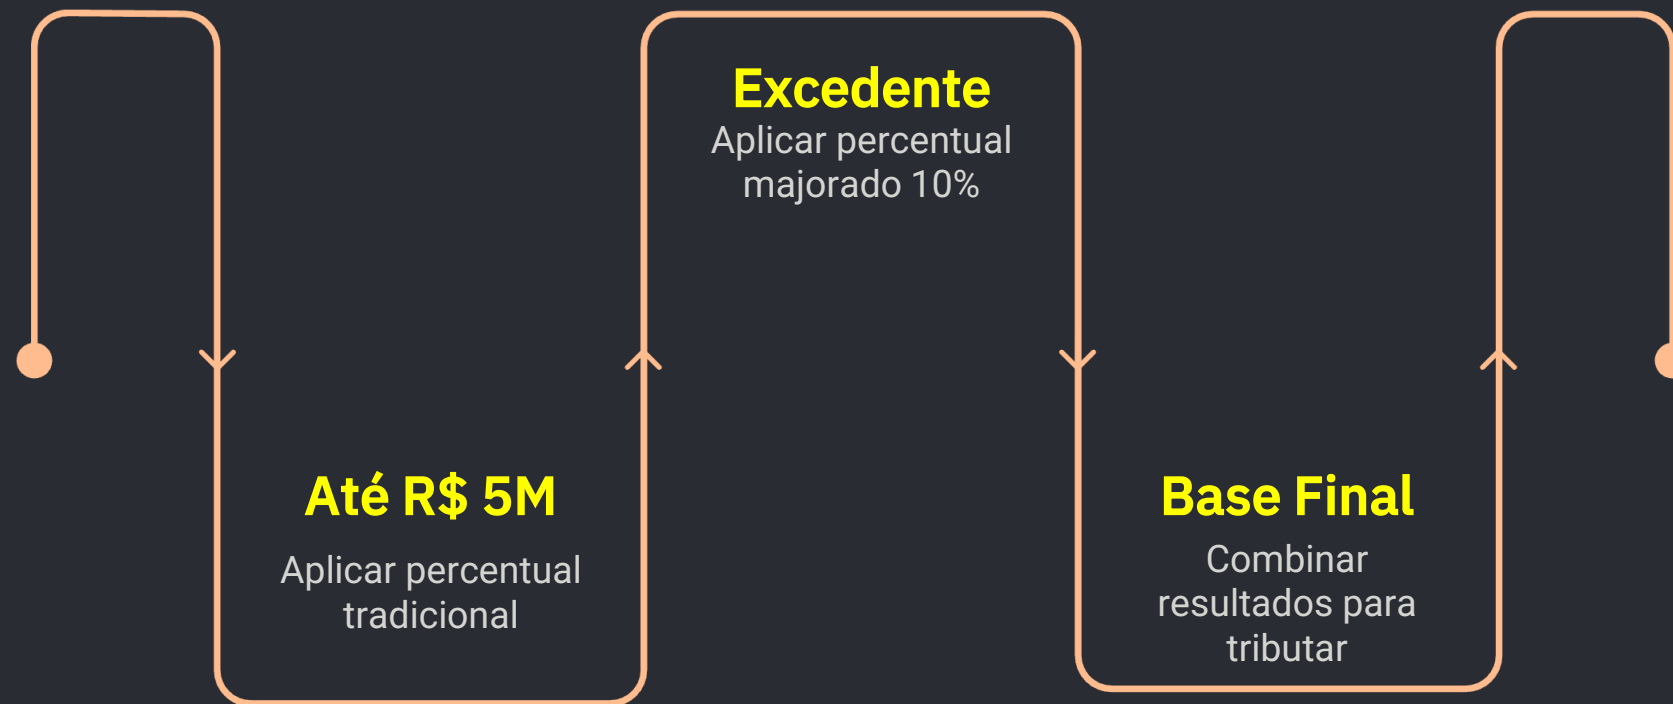 Até R$ 5M
Aplicar percentual
tradicional
Excedente
Aplicar percentual
majorado 10%
Base Final
Combinar
resultados para
tributar